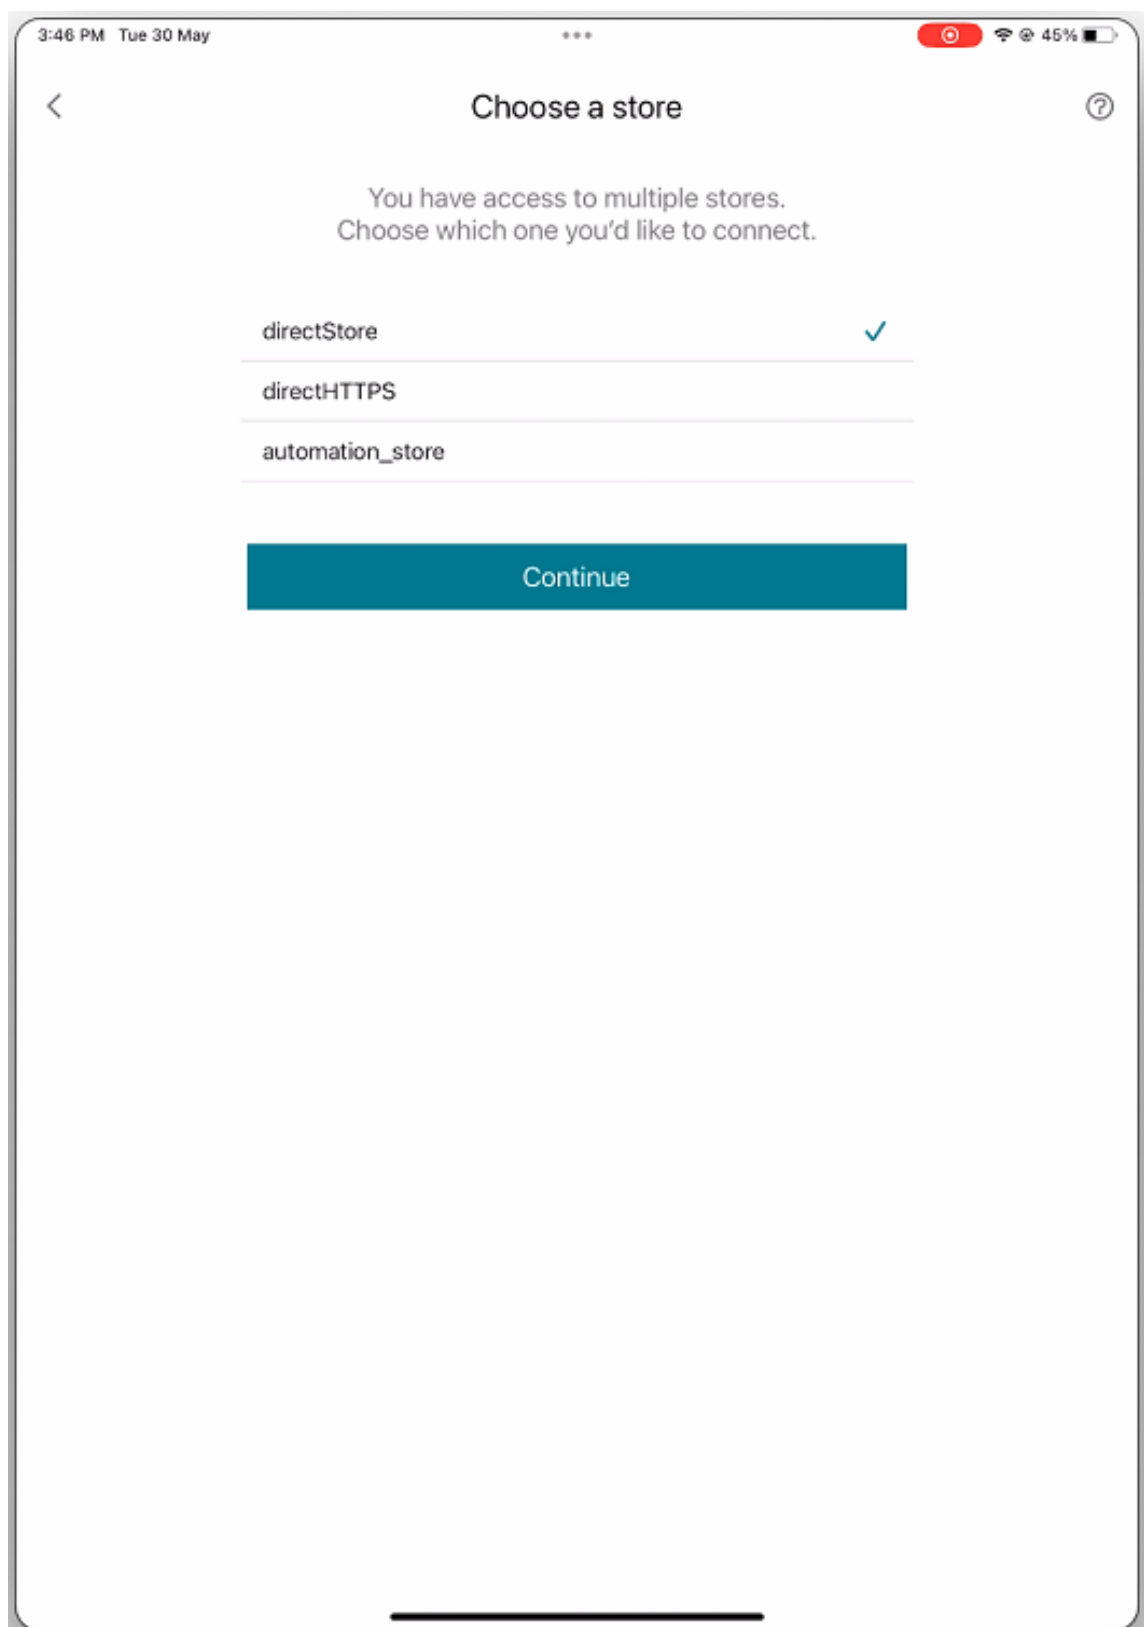 3:46 PM Tue 30 May
45%
Choose a store
You have access to multiple stores.
Choose which one you'd like to connect.
directStore
directHTTPS
automation_store
Continue